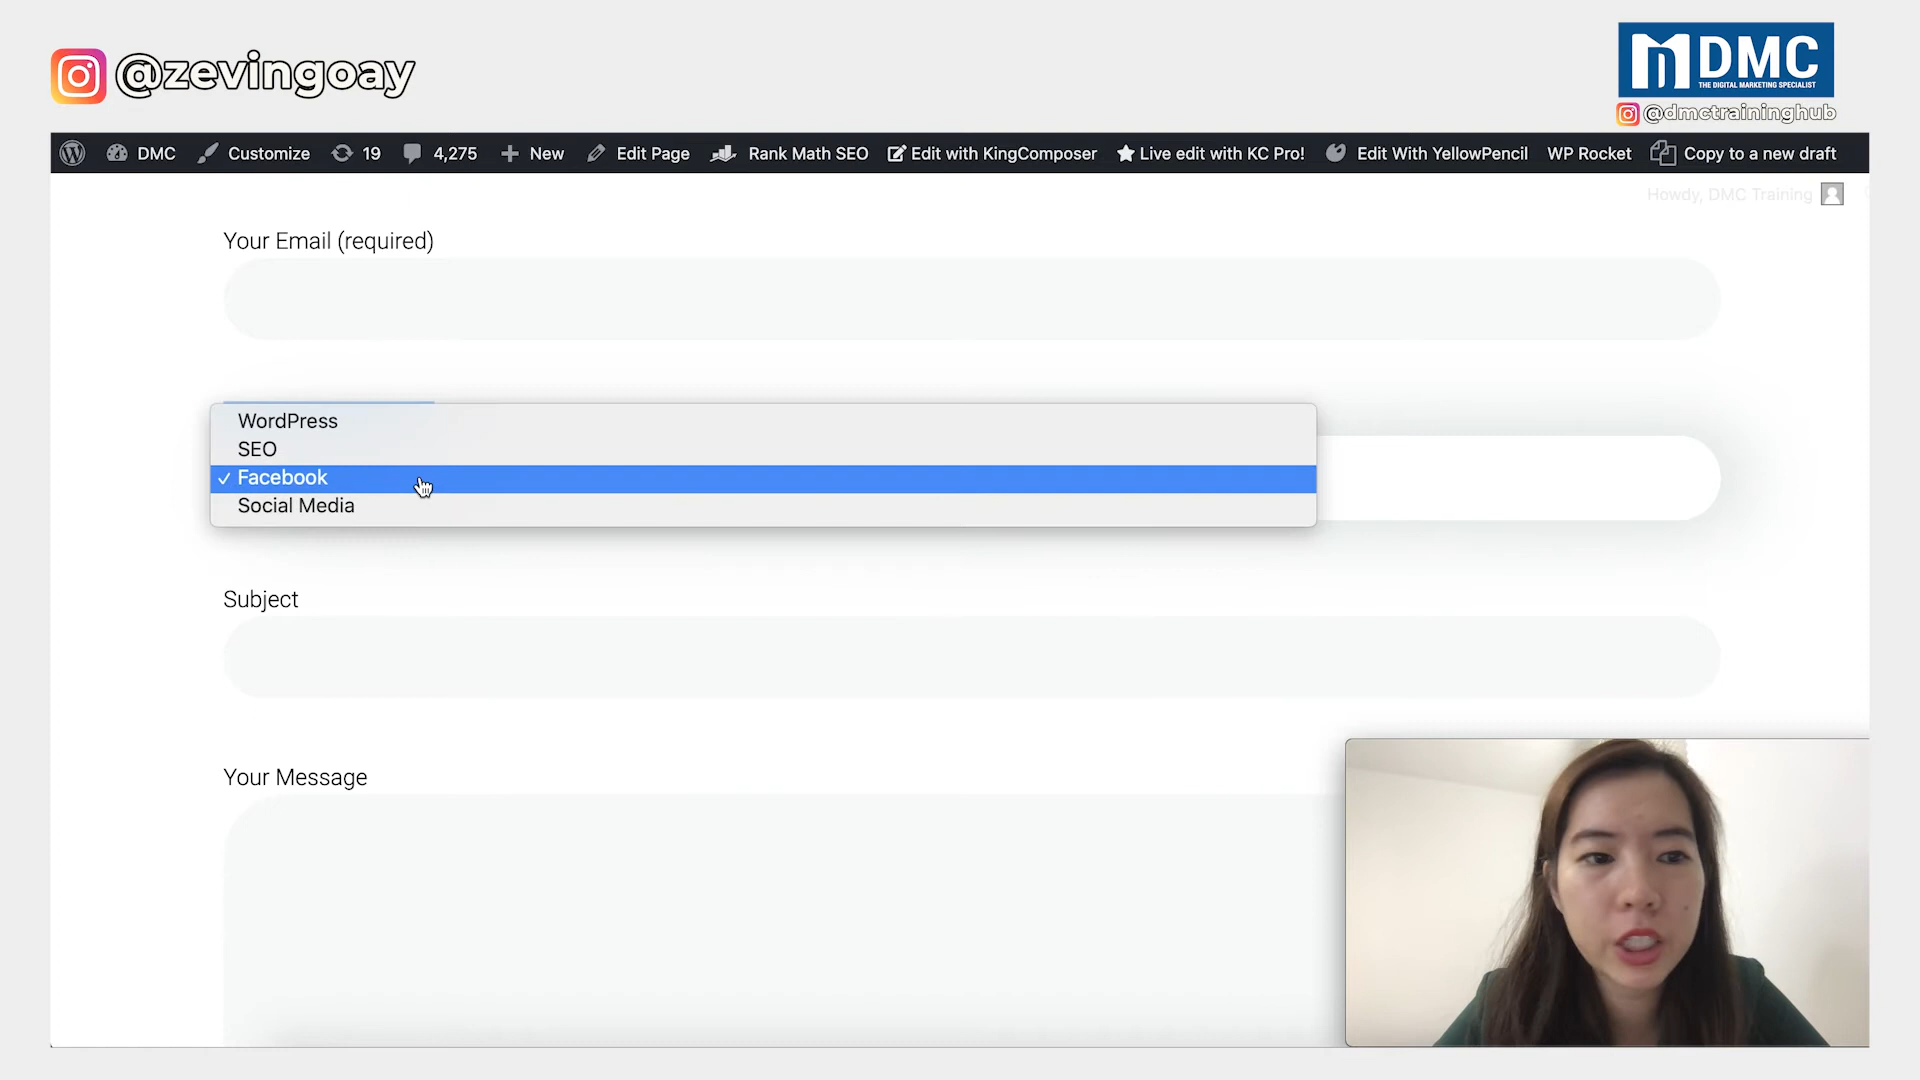 @zevingoay
DMC
THE DIGITAL MARKETING SPECIALIST
@dmctraininghub
DMC Customize 19 4,275 New Edit Page Rank Math SEO Edit with KingComposer Live edit with KC Pro! Edit With YellowPencil WP Rocket Copy to a new draft
Howdy, DMC Training
Your Email (required)
WordPress
SEO
✓ Facebook
Social Media
Subject
Your Message